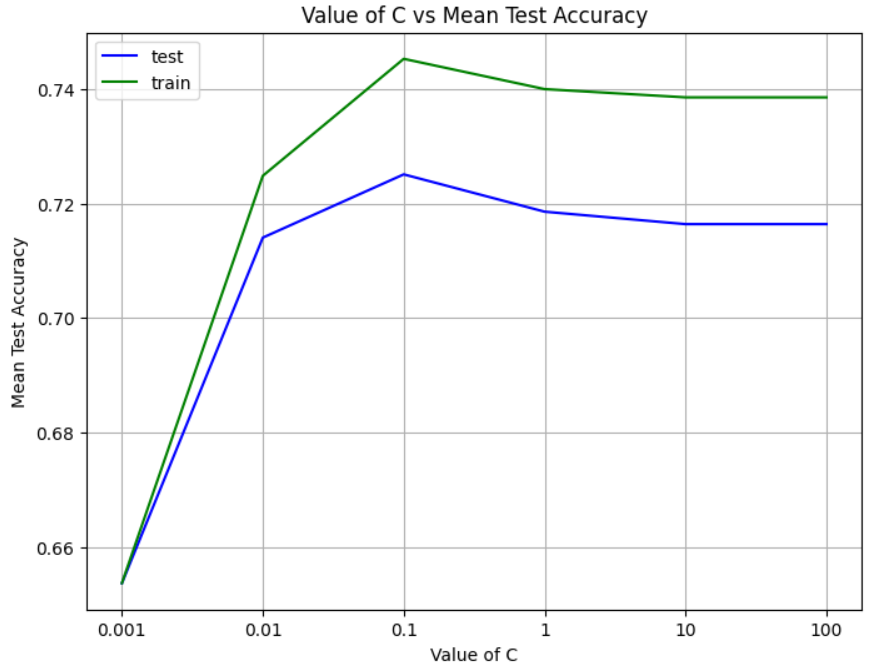 Value of C vs Mean Test Accuracy
test
train
Mean Test Accuracy
0.74
0.72
0.70
0.68
0.66
0.001 0.01 0.1 1 10 100
Value of C